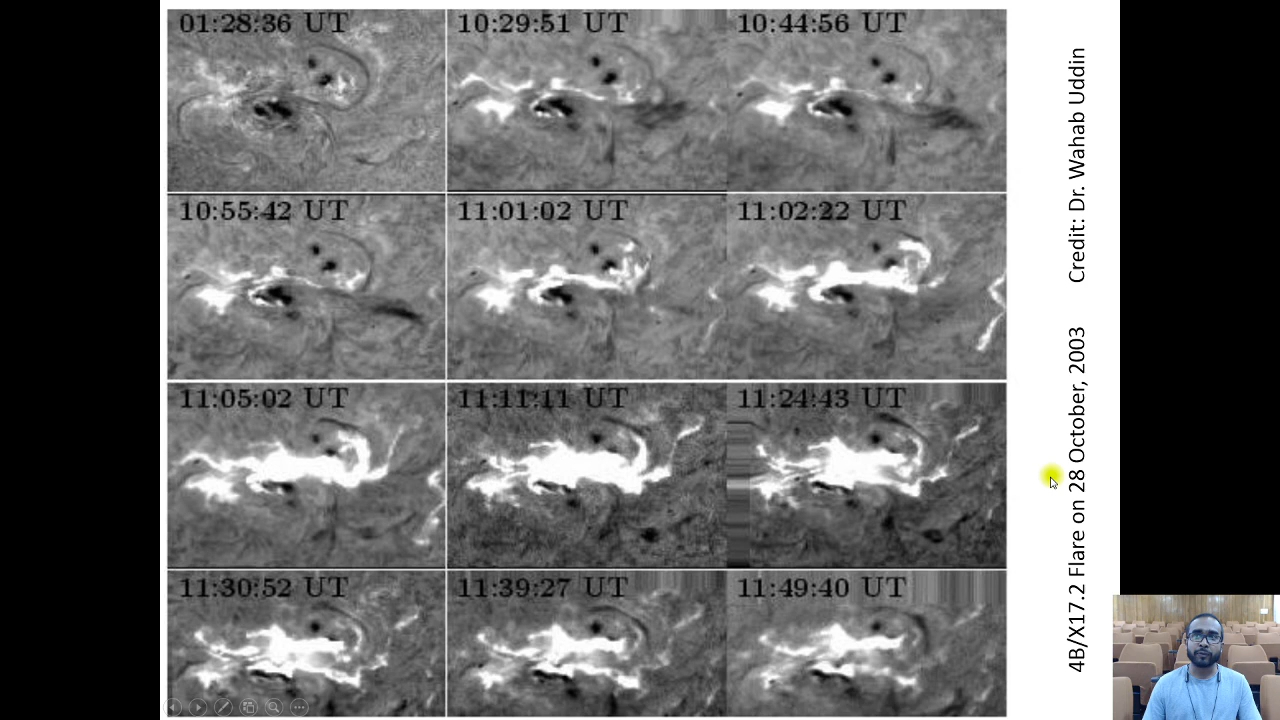 01:28:36 UT
10:29:51 UT
10:44:56 UT
10:55:42 UT
11:01:02 UT
11:02:22 UT
11:05:02 UT
11:11:11 UT
11:24:43 UT
11:30:52 UT
11:39:27 UT
11:49:40 UT
4B/X17.2 Flare on 28 October, 2003 Credit: Dr. Wahab Uddin